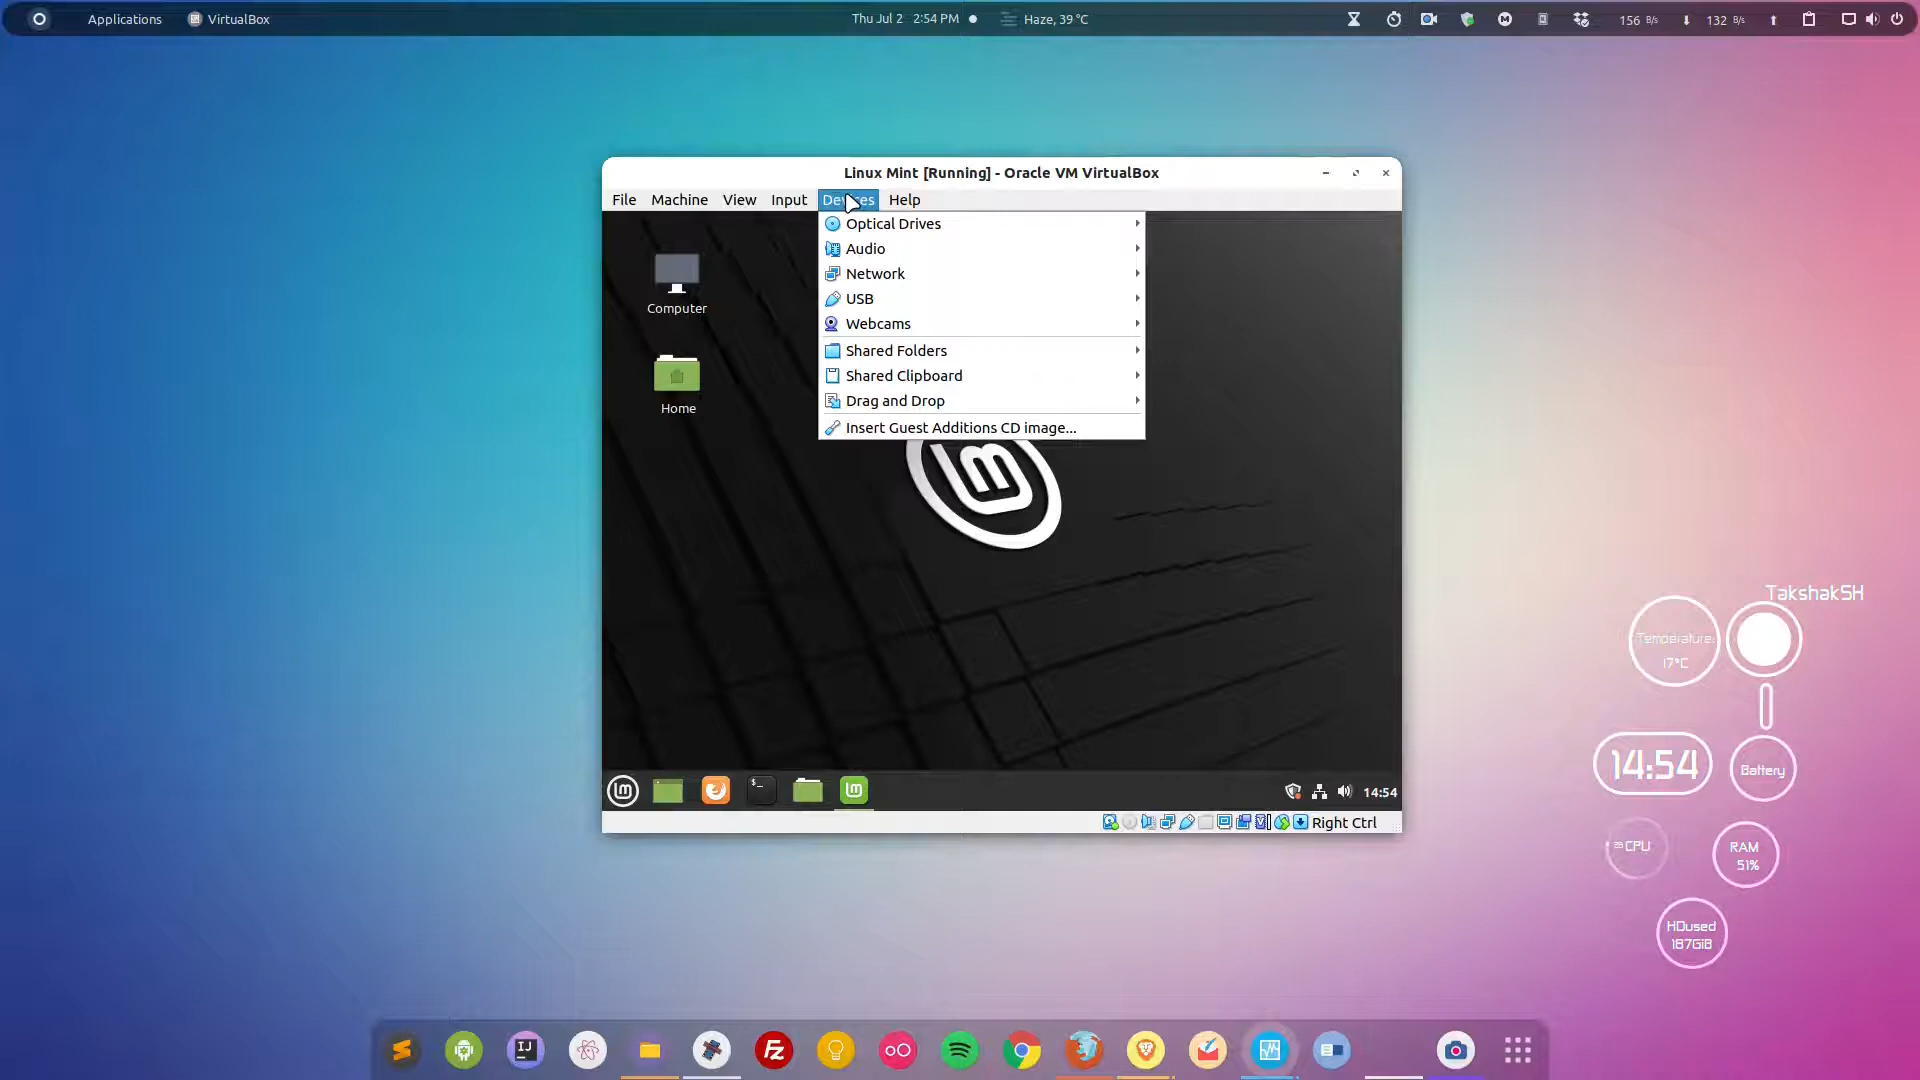 Applications
VirtualBox
Thu Jul 2 2:54 PM
Haze, 39 °C
156 B/s
132 B/s
Linux Mint [Running] - Oracle VM VirtualBox
File Machine View Input Devices Help
Optical Drives
Audio
Network
USB
Webcams
Shared Folders
Shared Clipboard
Drag and Drop
Insert Guest Additions CD image...
Computer
Home
14:54
Right Ctrl
TakshakSH
Temperature:
17°C
14:54
Battery
CPU
RAM
51%
HDused
187GiB